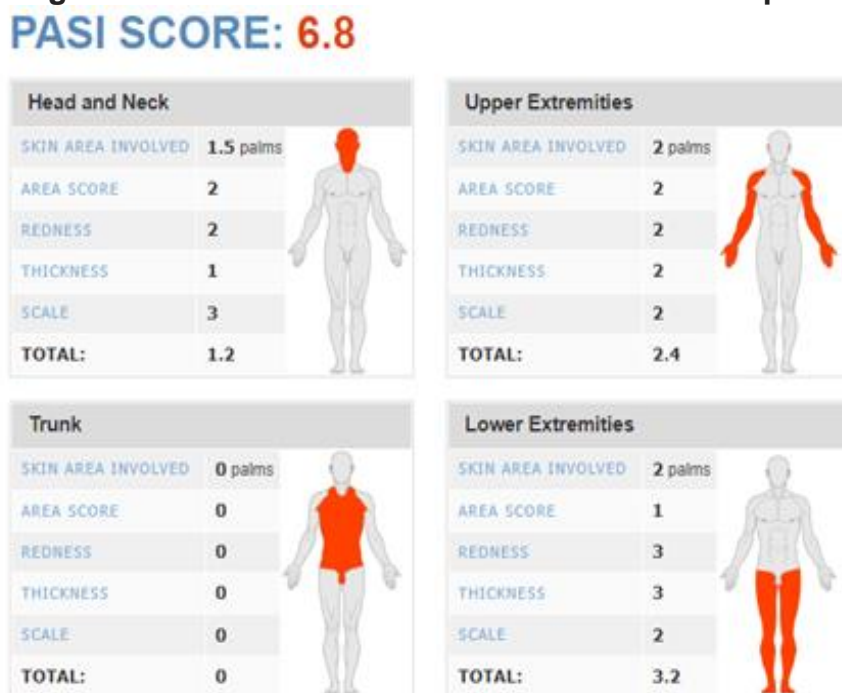 PASI SCORE: 6.8
Head and Neck
SKIN AREA INVOLVED 1.5 palms
AREA SCORE 2
REDNESS 2
THICKNESS 1
SCALE 3
TOTAL: 1.2
Upper Extremities
SKIN AREA INVOLVED 2 palms
AREA SCORE 2
REDNESS 2
THICKNESS 2
SCALE 2
TOTAL: 2.4
Trunk
SKIN AREA INVOLVED 0 palms
AREA SCORE 0
REDNESS 0
THICKNESS 0
SCALE 0
TOTAL: 0
Lower Extremities
SKIN AREA INVOLVED 2 palms
AREA SCORE 1
REDNESS 3
THICKNESS 3
SCALE 2
TOTAL: 3.2